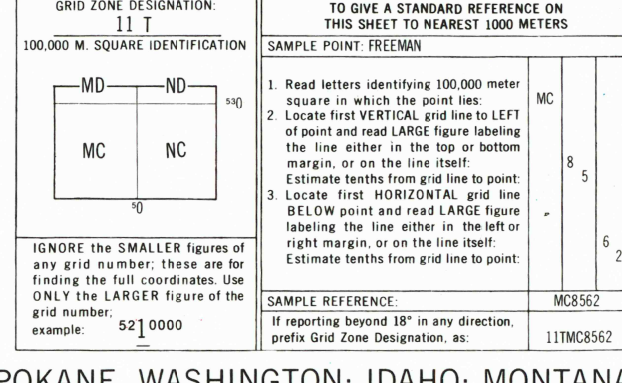 GRID ZONE DESIGNATION:
11 T
100,000 M. SQUARE IDENTIFICATION
MD ND
530
MC NC
50
IGNORE the SMALLER figures of
any grid number; these are for
finding the full coordinates. Use
ONLY the LARGER figure of the
grid number;
example: 5210000
TO GIVE A STANDARD REFERENCE ON
THIS SHEET TO NEAREST 1000 METERS
SAMPLE POINT: FREEMAN
1. Read letters identifying 100,000 meter
square in which the point lies: MC
2. Locate first VERTICAL grid line to LEFT
of point and read LARGE figure labeling
the line either in the top or bottom
margin, or on the line itself: 8
Estimate tenths from grid line to point: 5
3. Locate first HORIZONTAL grid line
BELOW point and read LARGE figure
labeling the line either in the left or
right margin, or on the line itself: 6
Estimate tenths from grid line to point: 2
SAMPLE REFERENCE: MC8562
If reporting beyond 18° in any direction,
prefix Grid Zone Designation, as: 11TMC8562
POKANE, WASHINGTON; IDAHO; MONTANA